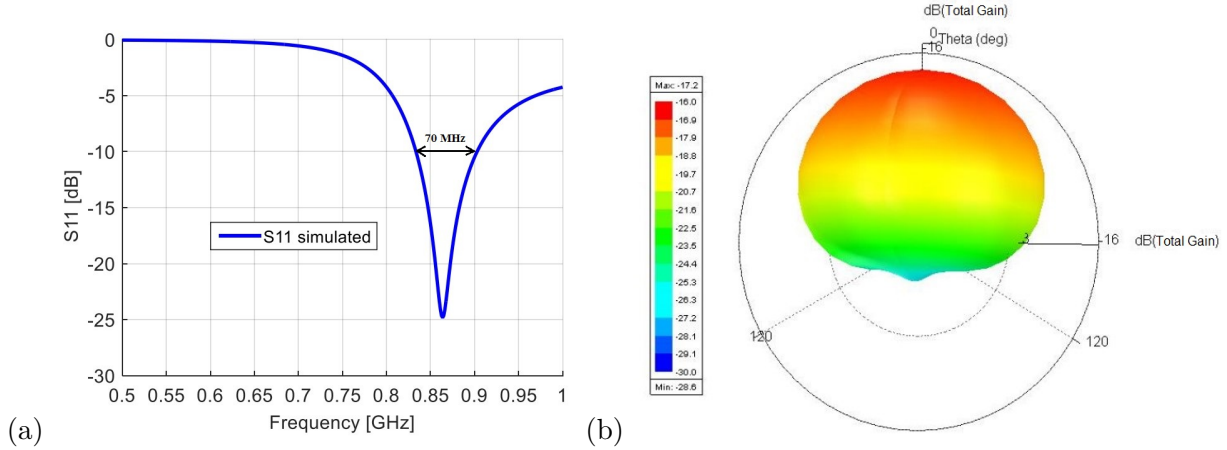 0
-5
-10
-15
-20
-25
-30
S11 [dB]
70 MHz
S11 simulated
0.5 0.55 0.6 0.65 0.7 0.75 0.8 0.85 0.9 0.95 1
Frequency [GHz]
(a)
dB(Total Gain)
0
Theta (deg)
-16
Max: -17.2
-16.0
-16.9
-17.9
-18.8
-19.7
-20.7
-21.6
-22.5
-23.5
-24.4
-25.3
-26.3
-27.2
-28.1
-29.1
-30.0
Min: -28.6
3
-16
dB(Total Gain)
120
120
(b)